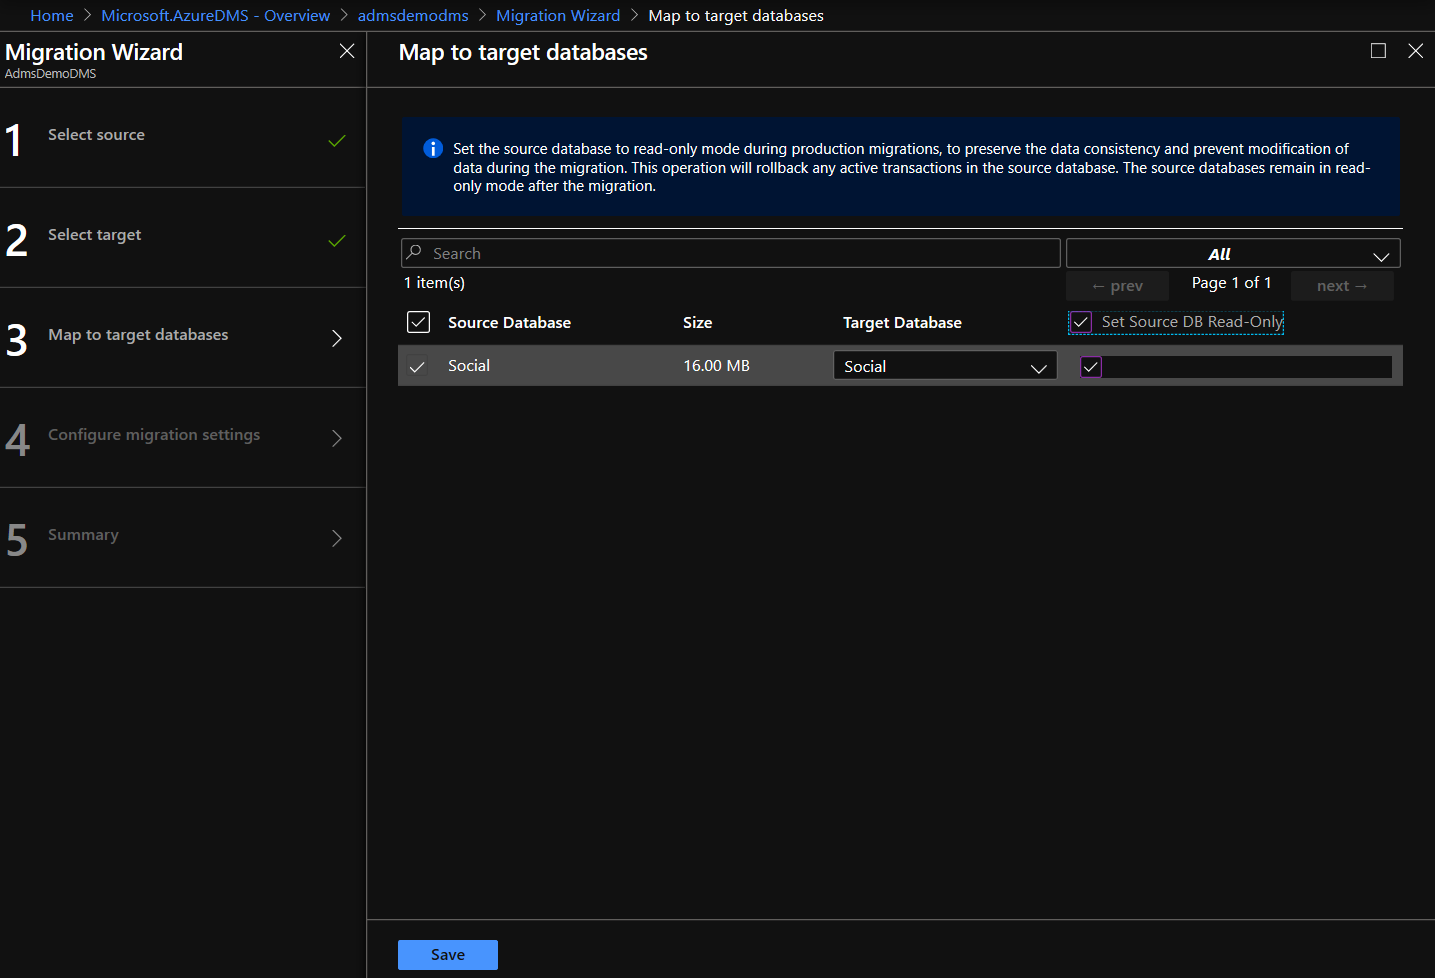 Home > Microsoft.AzureDMS - Overview > admsdemodms > Migration Wizard > Map to target databases
Migration Wizard
AdmsDemoDMS
1 Select source
2 Select target
3 Map to target databases
4 Configure migration settings
5 Summary
Map to target databases
Set the source database to read-only mode during production migrations, to preserve the data consistency and prevent modification of
data during the migration. This operation will rollback any active transactions in the source database. The source databases remain in read-
only mode after the migration.
Search
All
1 item(s)
← prev Page 1 of 1 next →
Source Database Size Target Database Set Source DB Read-Only
Social 16.00 MB Social
Save